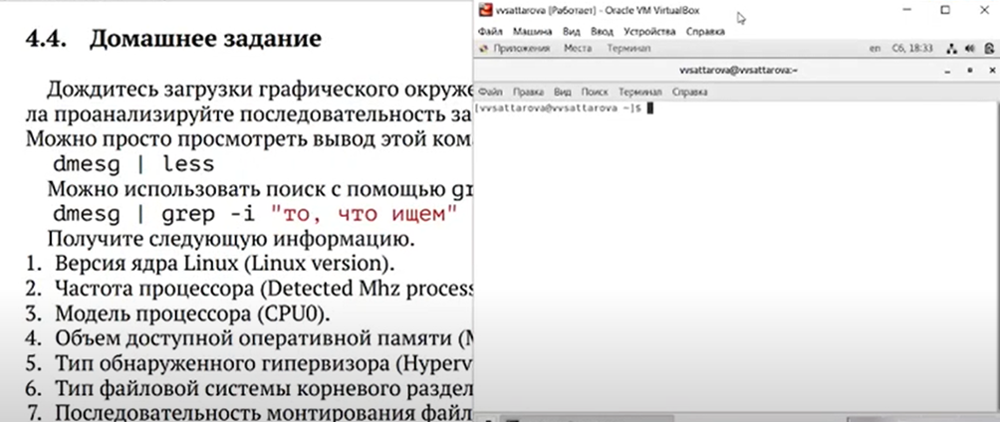 4.4. Домашнее задание
Дождитесь загрузки графического окруже
ла проанализируйте последовательность за
Можно просто просмотреть вывод этой ком
dmesg | less
Можно использовать поиск с помощью gr
dmesg | grep -i "то, что ищем"
Получите следующую информацию.
1. Версия ядра Linux (Linux version).
2. Частота процессора (Detected Mhz process
3. Модель процессора (CPU0).
4. Объем доступной оперативной памяти (M
5. Тип обнаруженного гипервизора (Hyperv
6. Тип файловой системы корневого раздел
7. Последовательность монтирования файл
vvsattarova [Работает] - Oracle VM VirtualBox
Файл Машина Вид Ввод Устройства Справка
Приложения Места Терминал en Сб, 18:33
vvsattarova@vvsattarova:~
Файл Правка Вид Поиск Терминал Справка
[vvsattarova@vvsattarova ~]$